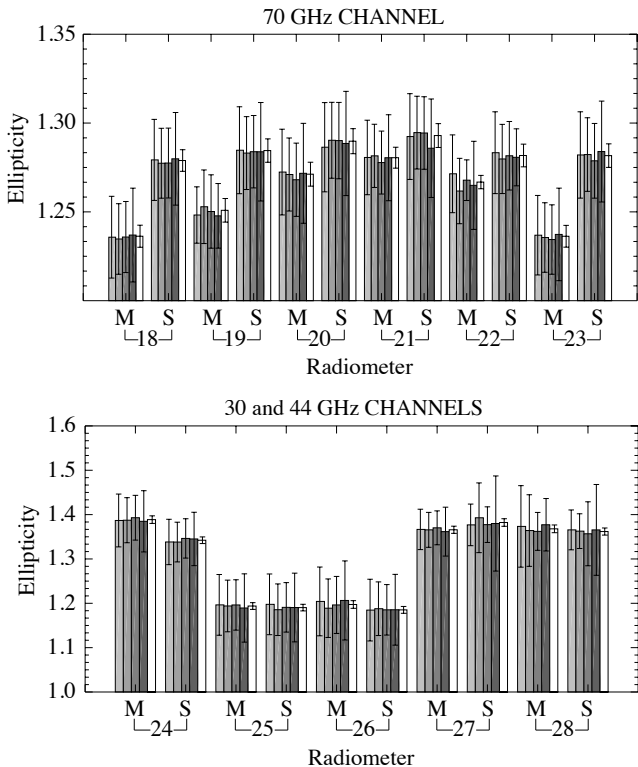 70 GHz CHANNEL
1.35
1.30
1.25
Ellipticity
M S M S M S M S M S M S
18 19 20 21 22 23
Radiometer
30 and 44 GHz CHANNELS
1.6
1.5
1.4
1.3
1.2
1.1
1.0
Ellipticity
M S M S M S M S M S
24 25 26 27 28
Radiometer